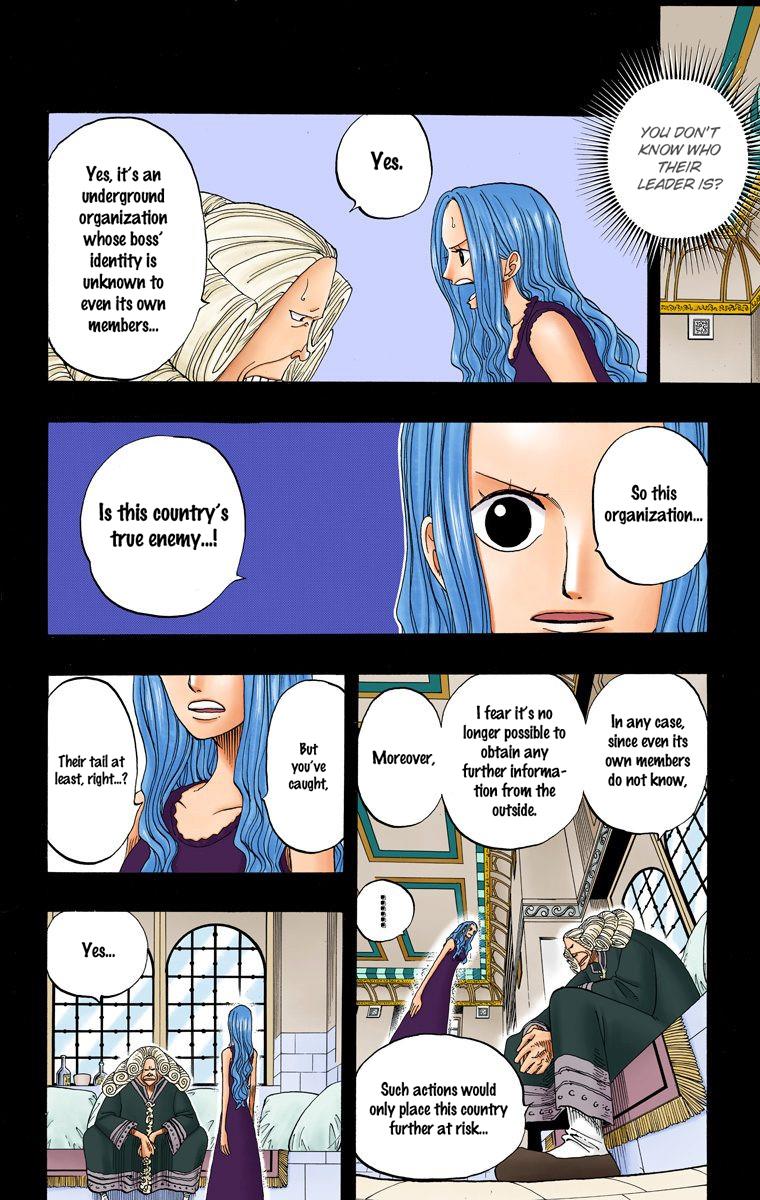 YOU DON'T
KNOW WHO
THEIR
LEADER IS?
Yes.
Yes, it's an
underground
organization
whose boss'
identity is
unknown to
even its own
members...
So this
organization...
Is this country's
true enemy...!
In any case,
since even its
own members
do not know,
I fear it's no
longer possible to
obtain any
further informa-
tion from the
outside.
Moreover,
Such actions would
only place this
country
further at risk...
But
you've
caught,
Their tail at
least, right...?
Yes...